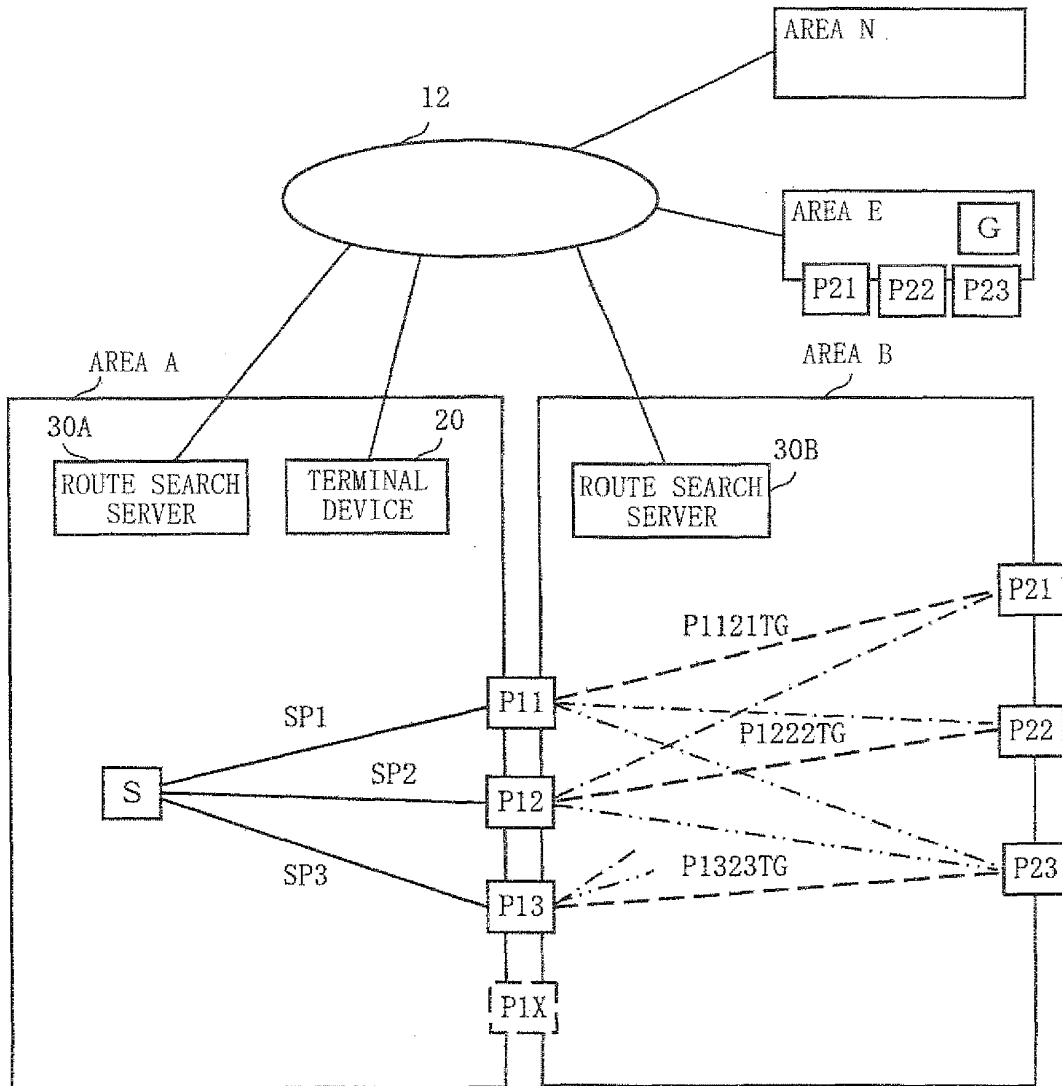 AREA N
12
AREA E
G
P21
P22
P23
AREA A
AREA B
30A
20
30B
ROUTE SEARCH
SERVER
TERMINAL
DEVICE
ROUTE SEARCH
SERVER
P21
P1121TG
P11
SP1
P22
P1222TG
SP2
S
P12
P23
P1323TG
SP3
P13
P1X